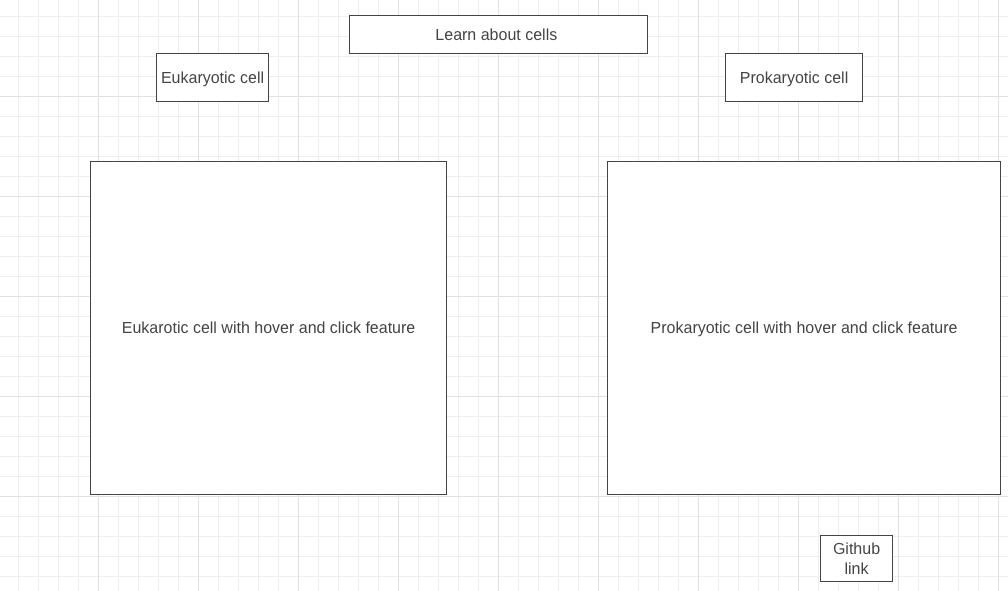 Learn about cells
Eukaryotic cell
Prokaryotic cell
Eukarotic cell with hover and click feature
Prokaryotic cell with hover and click feature
Github
link